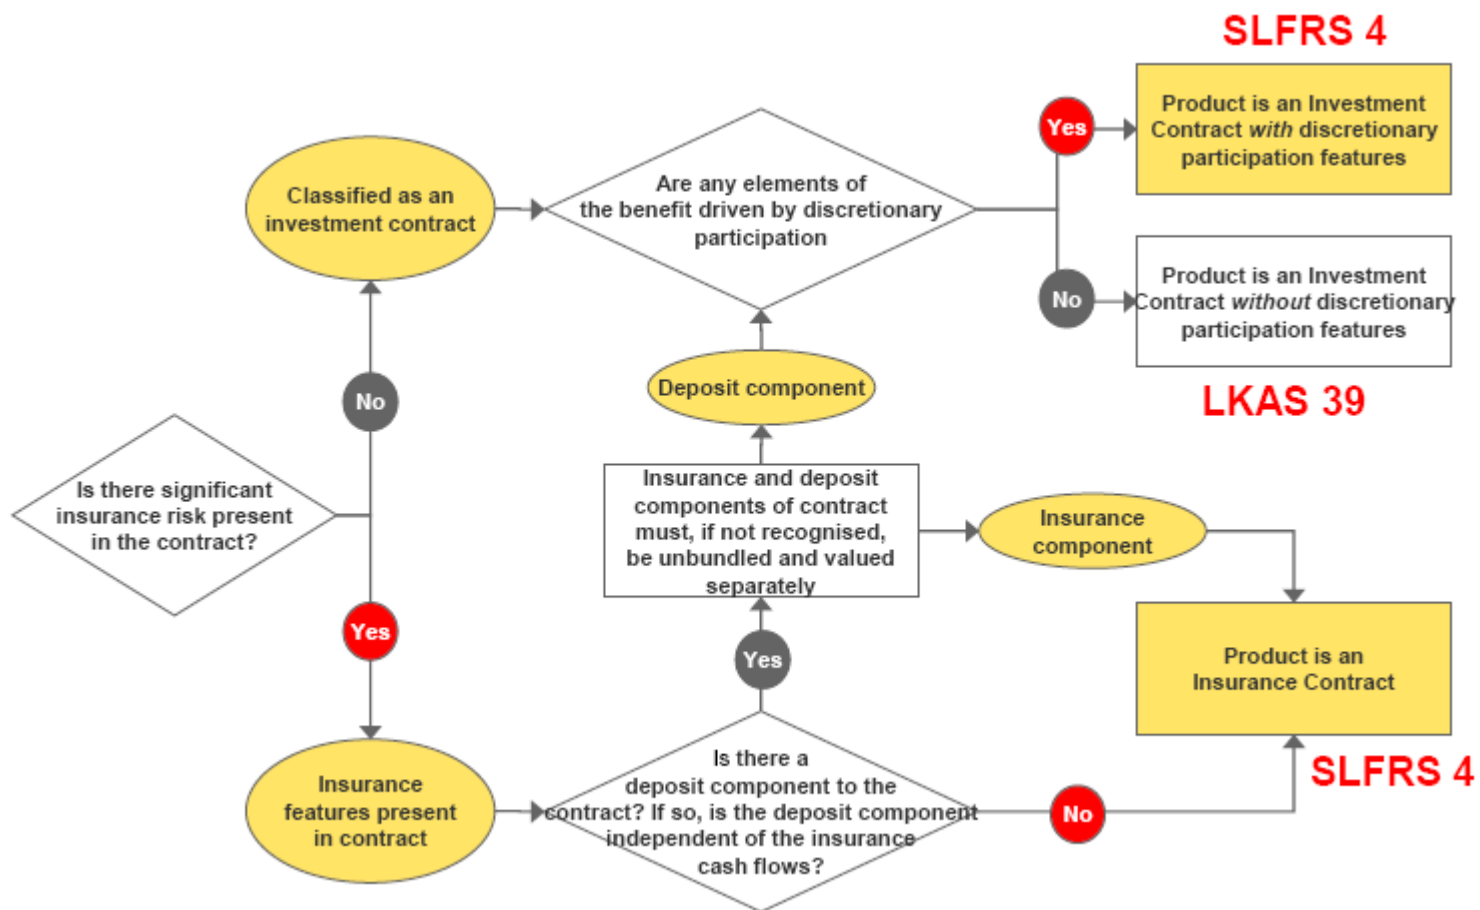 SLFRS 4
Product is an Investment
Contract with discretionary
participation features
Yes
Classified as an
investment contract
Are any elements of
the benefit driven by discretionary
participation
No
Product is an Investment
Contract without discretionary
participation features
LKAS 39
Deposit component
No
Is there significant
insurance risk present
in the contract?
Insurance and deposit
components of contract
must, if not recognised,
be unbundled and valued
separately
Insurance
component
Yes
Yes
Product is an
Insurance Contract
SLFRS 4
Insurance
features present
in contract
Is there a
deposit component to the
contract? If so, is the deposit component
independent of the insurance
cash flows?
No